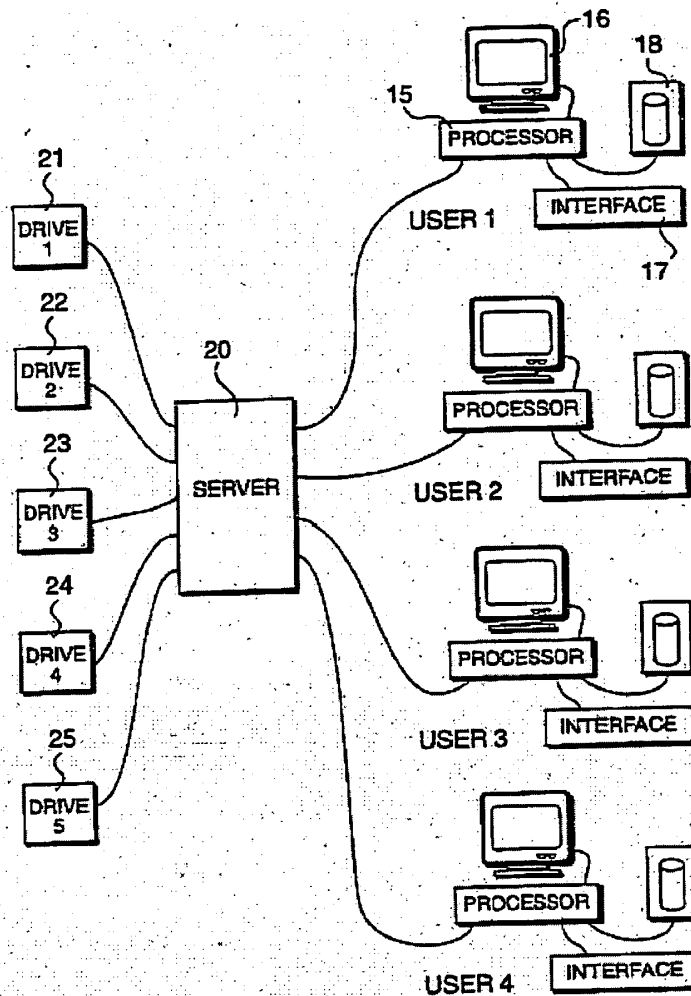 16
18
15
PROCESSOR
21
INTERFACE
USER 1
DRIVE
1
17
22
20
DRIVE
2
PROCESSOR
23
SERVER
INTERFACE
USER 2
DRIVE
3
24
DRIVE
4
PROCESSOR
25
INTERFACE
USER 3
DRIVE
5
PROCESSOR
INTERFACE
USER 4